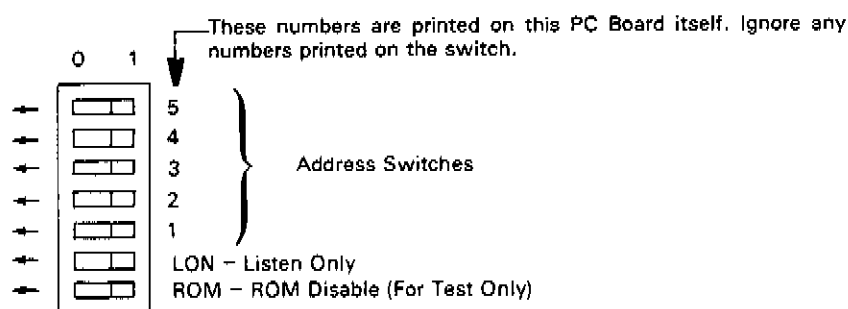 These numbers are printed on this PC Board itself. Ignore any
numbers printed on the switch.
0 1
5
4
3
Address Switches
2
1
LON – Listen Only
ROM – ROM Disable (For Test Only)